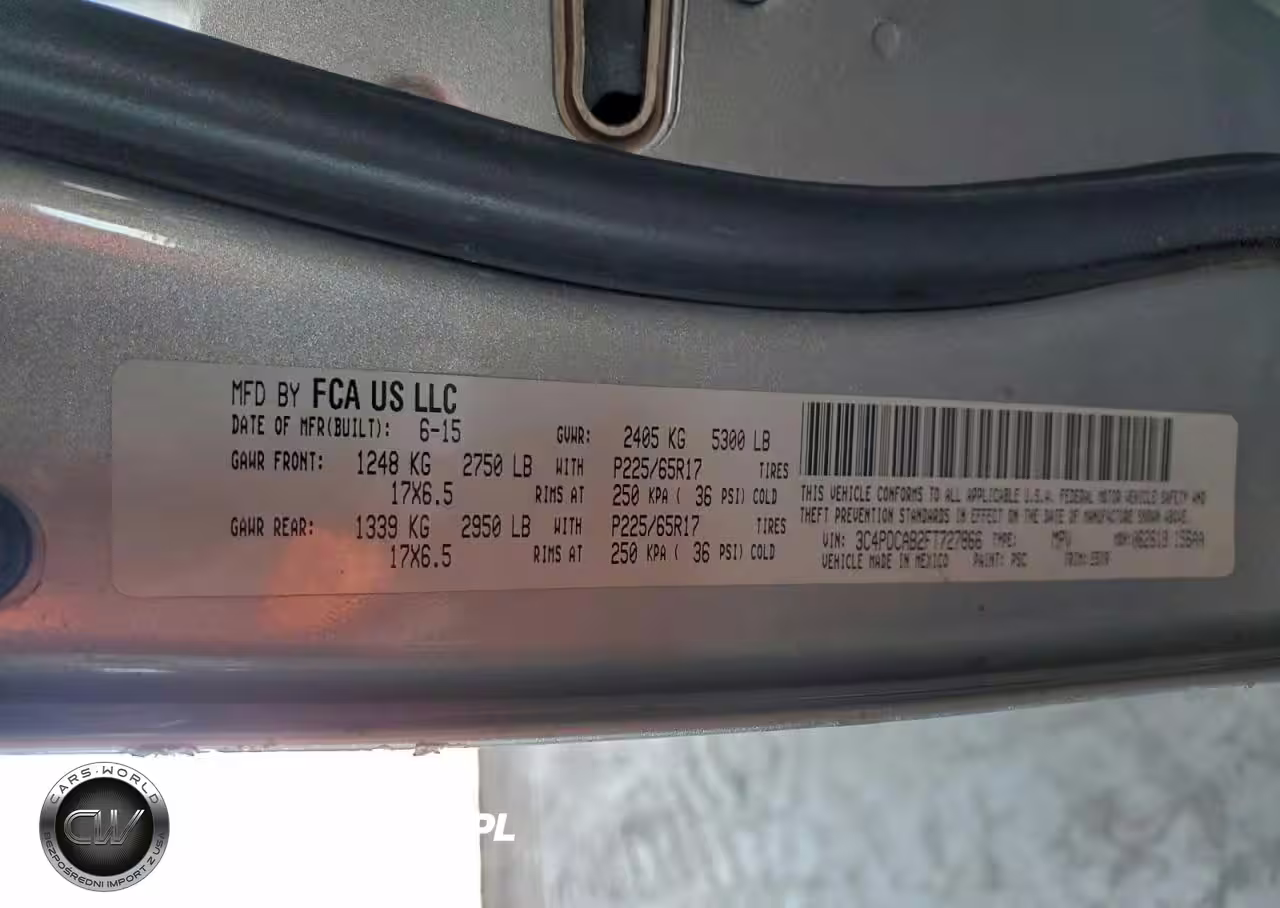 MFD BY FCA US LLC
DATE OF MFR(BUILT): 6-15 GVWR: 2405 KG 5300 LB
GAWR FRONT: 1248 KG 2750 LB WITH P225/65R17 TIRES
17X6.5 RIMS AT 250 KPA ( 36 PSI) COLD
GAWR REAR: 1339 KG 2950 LB WITH P225/65R17 TIRES
17X6.5 RIMS AT 250 KPA ( 36 PSI) COLD
THIS VEHICLE CONFORMS TO ALL APPLICABLE U.S.A. FEDERAL MOTOR VEHICLE SAFETY AND
THEFT PREVENTION STANDARDS IN EFFECT ON THE DATE OF MANUFACTURE SHOWN ABOVE.
VIN: 3C4PDCAB2FT727866 TYPE: MPV MDH:
VEHICLE MADE IN MEXICO PAINT: PSC TRIM:
CARS-WORLD
CW
BEZPOŚREDNI IMPORT Z USA
PL